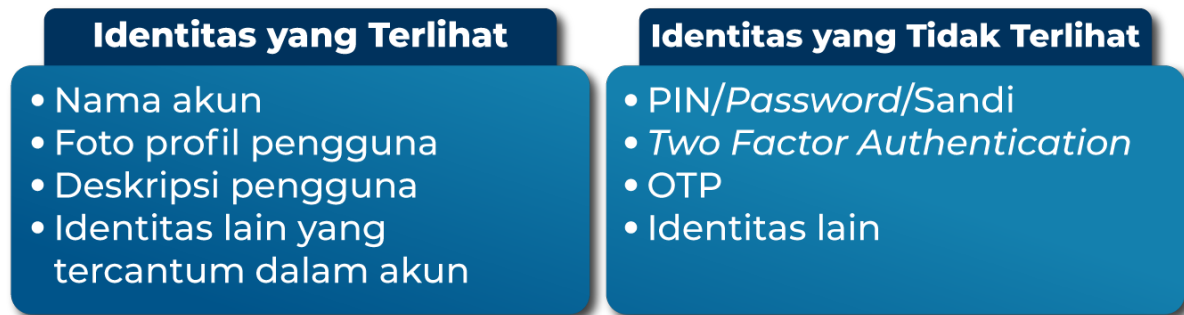 Identitas yang Terlihat
• Nama akun
• Foto profil pengguna
• Deskripsi pengguna
• Identitas lain yang
tercantum dalam akun
Identitas yang Tidak Terlihat
• PIN/Password/Sandi
• Two Factor Authentication
• OTP
• Identitas lain